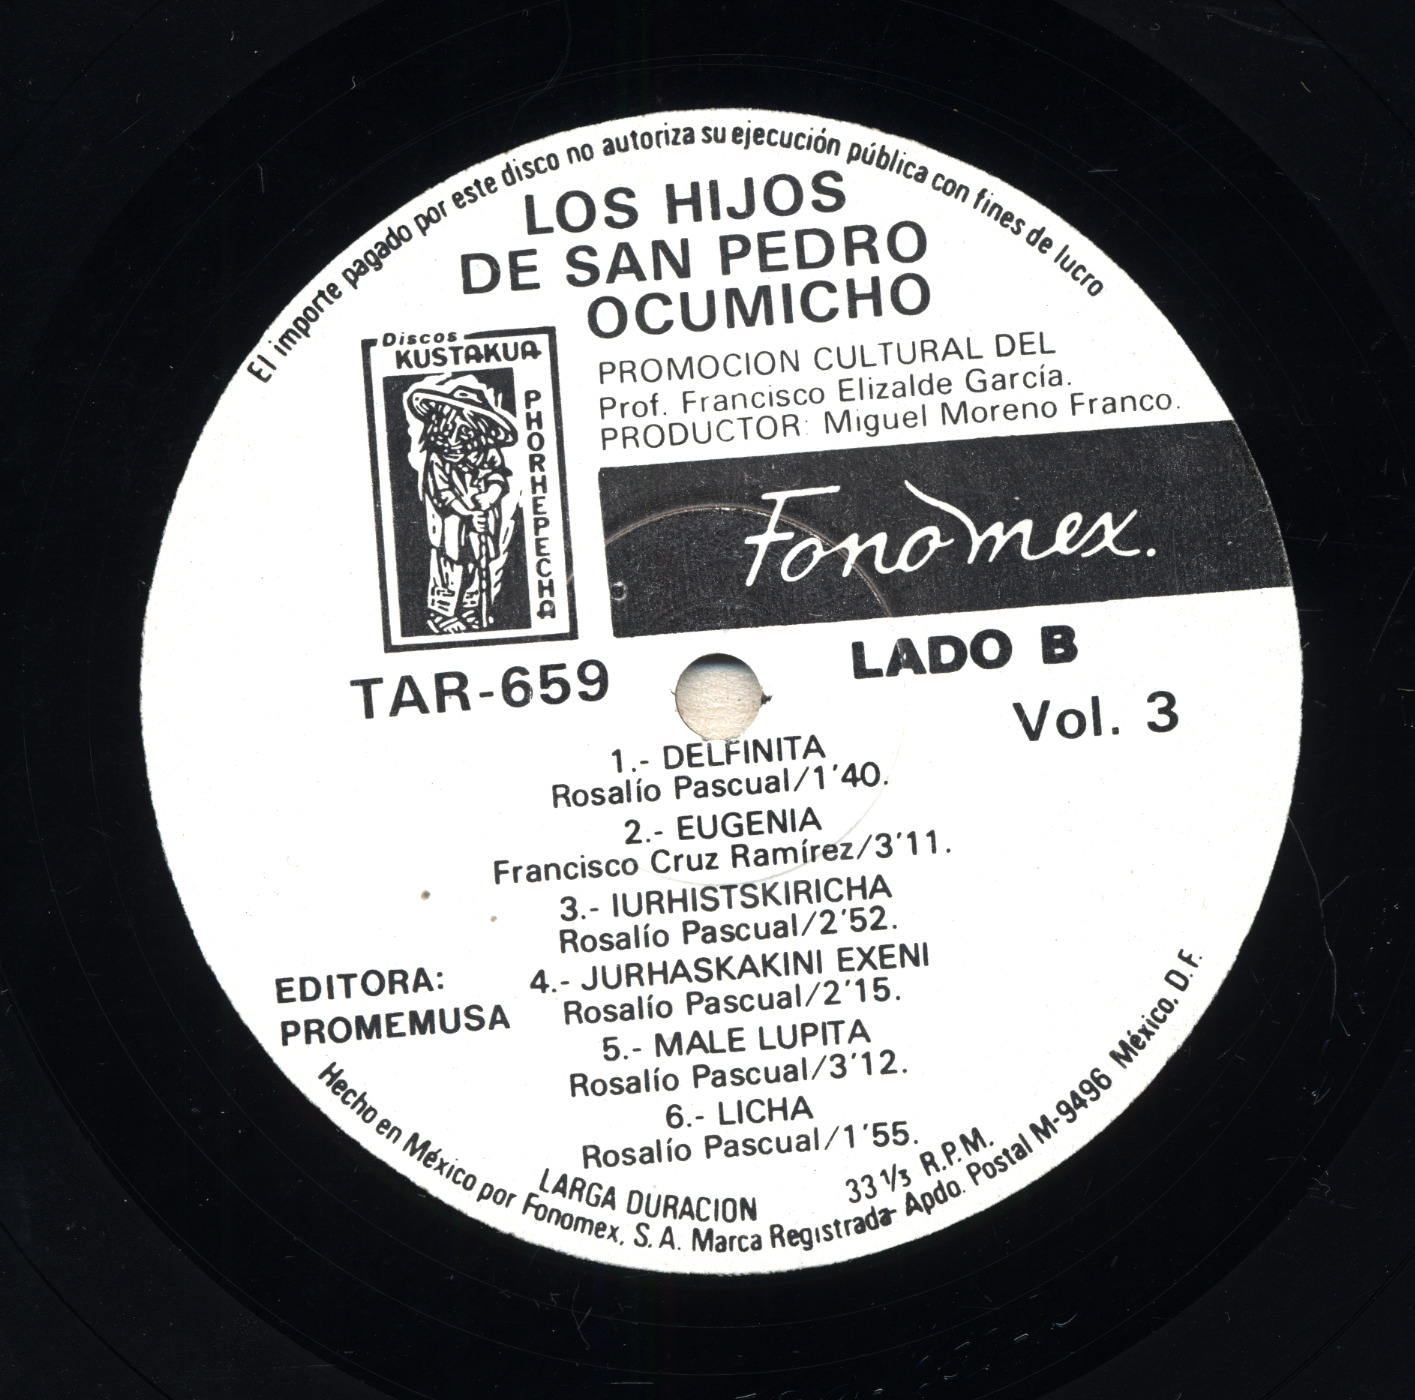 El importe pagado por este disco no autoriza su ejecución pública con fines de lucro
LOS HIJOS
DE SAN PEDRO
OCUMICHO
Discos
KUSTAKUA
PHORHEPECHA
PROMOCION CULTURAL DEL
Prof. Francisco Elizalde García.
PRODUCTOR: Miguel Moreno Franco.
Fonomex.
TAR-659
LADO B
Vol. 3
1.- DELFINITA
Rosalío Pascual/1'40.
2.- EUGENIA
Francisco Cruz Ramírez/3'11.
3.- IURHISTSKIRICHA
Rosalío Pascual/2'52.
4.- JURHASKAKINI EXENI
Rosalío Pascual/2'15.
5.- MALE LUPITA
Rosalío Pascual/3'12.
6.- LICHA
Rosalío Pascual/1'55.
EDITORA:
PROMEMUSA
LARGA DURACION
33 1/3 R.P.M.
Hecho en México por Fonomex, S.A. Marca Registrada- Apdo. Postal M-9496 México, D.F.